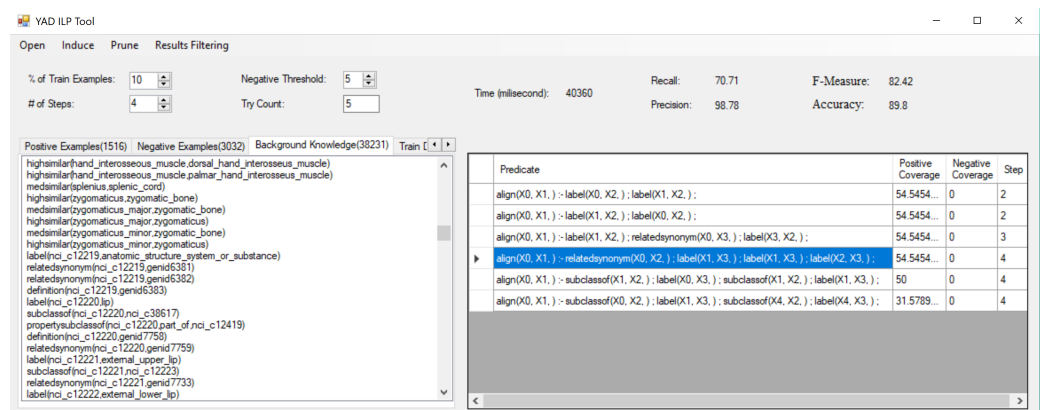 YAD ILP Tool
Open Induce Prune Results Filtering
% of Train Examples: 10 Negative Threshold: 5
# of Steps: 4 Try Count: 5
Time (milisecond): 40360
Recall: 70.71 F-Measure: 82.42
Precision: 98.78 Accuracy: 89.8
Positive Examples(1516) Negative Examples(3032) Background Knowledge(38231) Train
highsimilar(hand_interosseous_muscle,dorsal_hand_interosseus_muscle)
highsimilar(hand_interosseous_muscle,palmar_hand_interosseus_muscle)
medsimilar(splenius,splenic_cord)
highsimilar(zygomaticus,zygomatic_bone)
medsimilar(zygomaticus_major,zygomatic_bone)
highsimilar(zygomaticus_major,zygomaticus)
medsimilar(zygomaticus_minor,zygomatic_bone)
highsimilar(zygomaticus_minor,zygomaticus)
label(nci_c12219,anatomic_structure_system_or_substance)
relatedsynonym(nci_c12219,genid6381)
relatedsynonym(nci_c12219,genid6382)
definition(nci_c12219,genid6383)
label(nci_c12220,lip)
subclassof(nci_c12220,nci_c38617)
propertysubclassof(nci_c12220,part_of,nci_c12419)
definition(nci_c12220,genid7758)
relatedsynonym(nci_c12220,genid7759)
label(nci_c12221,external_upper_lip)
subclassof(nci_c12221,nci_c12223)
relatedsynonym(nci_c12221,genid7733)
label(nci_c12222,external_lower_lip)
Predicate Positive Coverage Negative Coverage Step
align(X0, X1, ) :- label(X0, X2, ) ; label(X1, X2, ) ; 54.5454... 0 2
align(X0, X1, ) :- label(X1, X2, ) ; label(X0, X2, ) ; 54.5454... 0 2
align(X0, X1, ) :- label(X1, X2, ) ; relatedsynonym(X0, X3, ) ; label(X3, X2, ) ; 54.5454... 0 3
align(X0, X1, ) :- relatedsynonym(X0, X2, ) ; label(X1, X3, ) ; label(X1, X3, ) ; label(X2, X3, ) ; 54.5454... 0 4
align(X0, X1, ) :- subclassof(X1, X2, ) ; label(X0, X3, ) ; subclassof(X1, X2, ) ; label(X1, X3, ) ; 50 0 4
align(X0, X1, ) :- subclassof(X0, X2, ) ; label(X1, X3, ) ; subclassof(X4, X2, ) ; label(X4, X3, ) ; 31.5789... 0 4